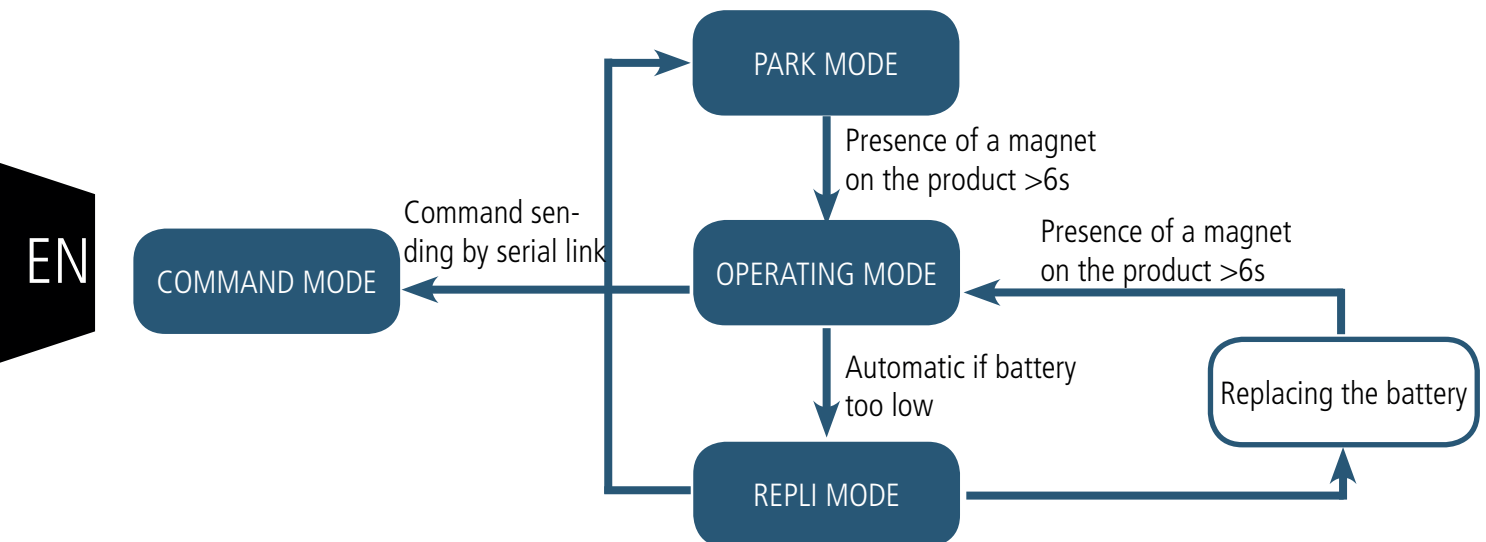 PARK MODE
Presence of a magnet
on the product >6s
Command sen-
ding by serial link
EN
COMMAND MODE
OPERATING MODE
Presence of a magnet
on the product >6s
Automatic if battery
too low
Replacing the battery
REPLI MODE